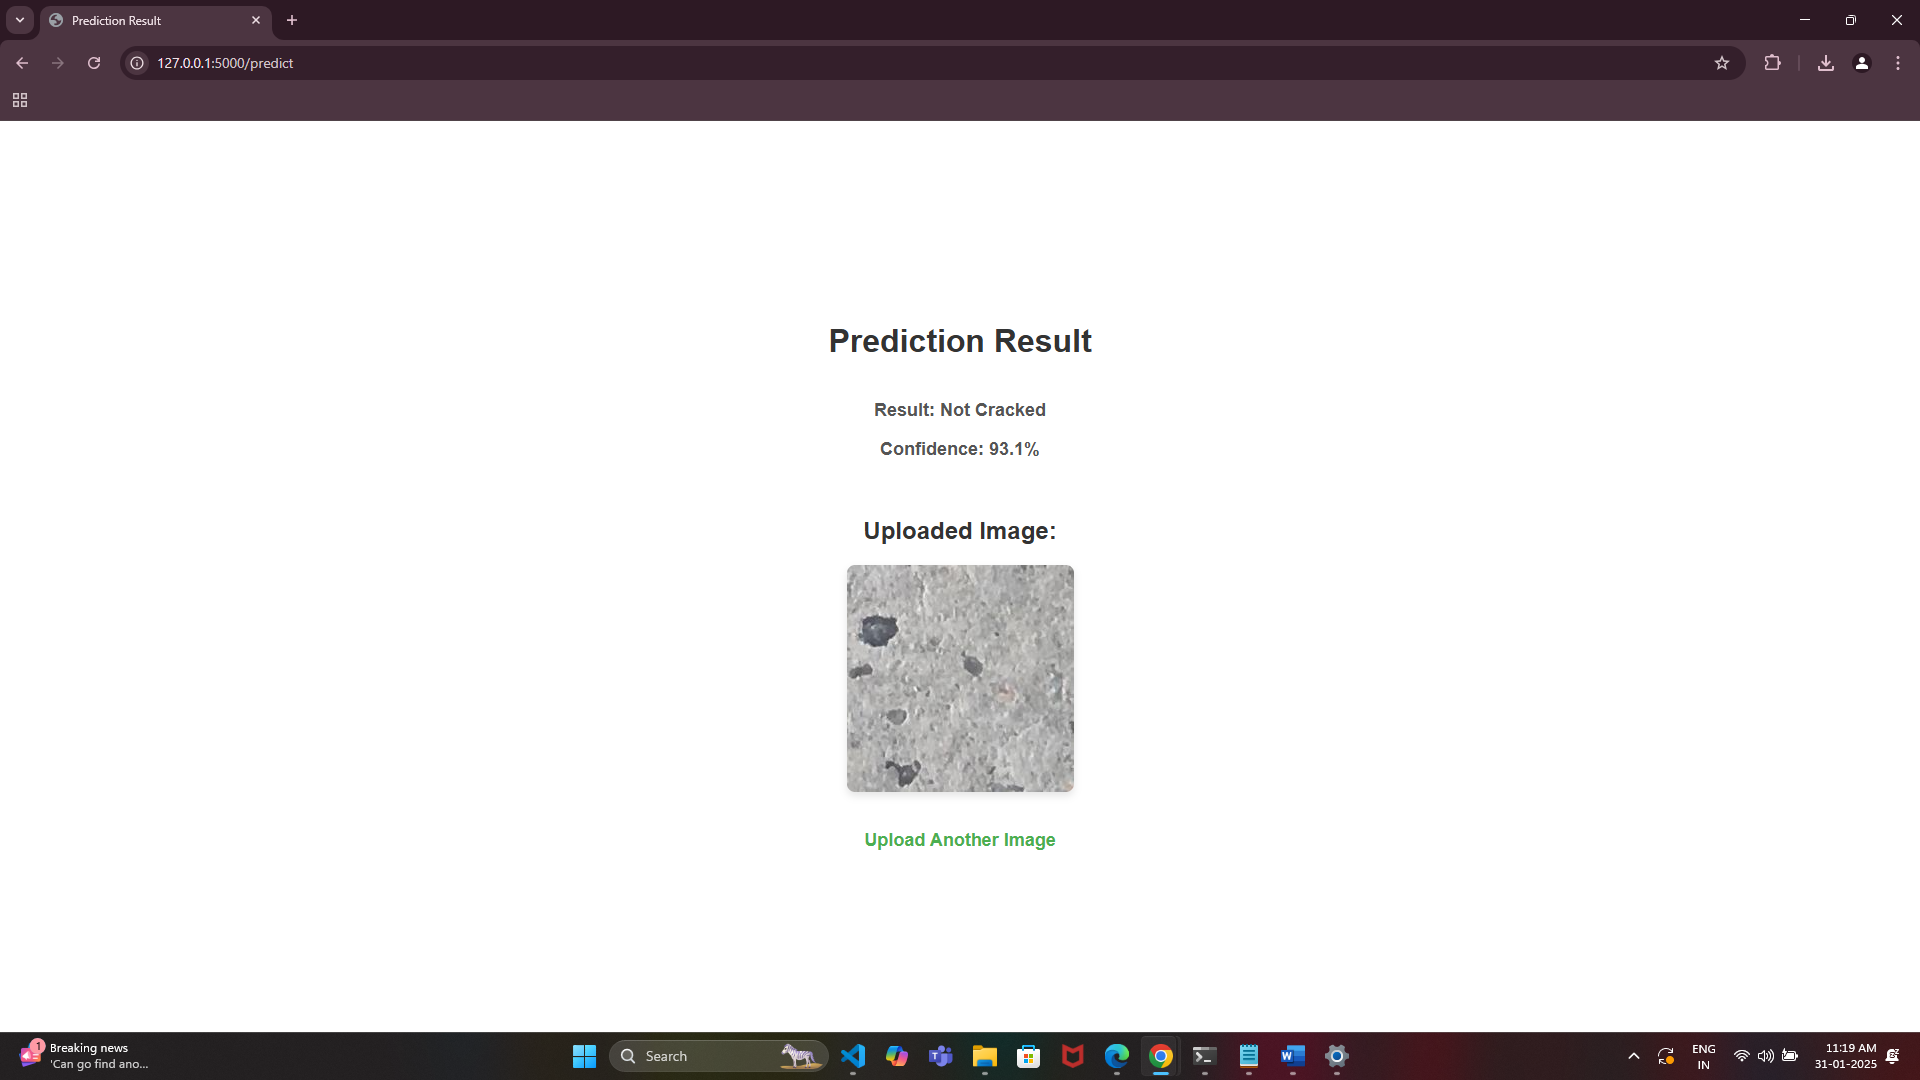 Prediction Result
127.0.0.1:5000/predict
Prediction Result
Result: Not Cracked
Confidence: 93.1%
Uploaded Image:
Upload Another Image
1
Breaking news
'Can go find ano...
Search
ENG
IN
11:19 AM
31-01-2025